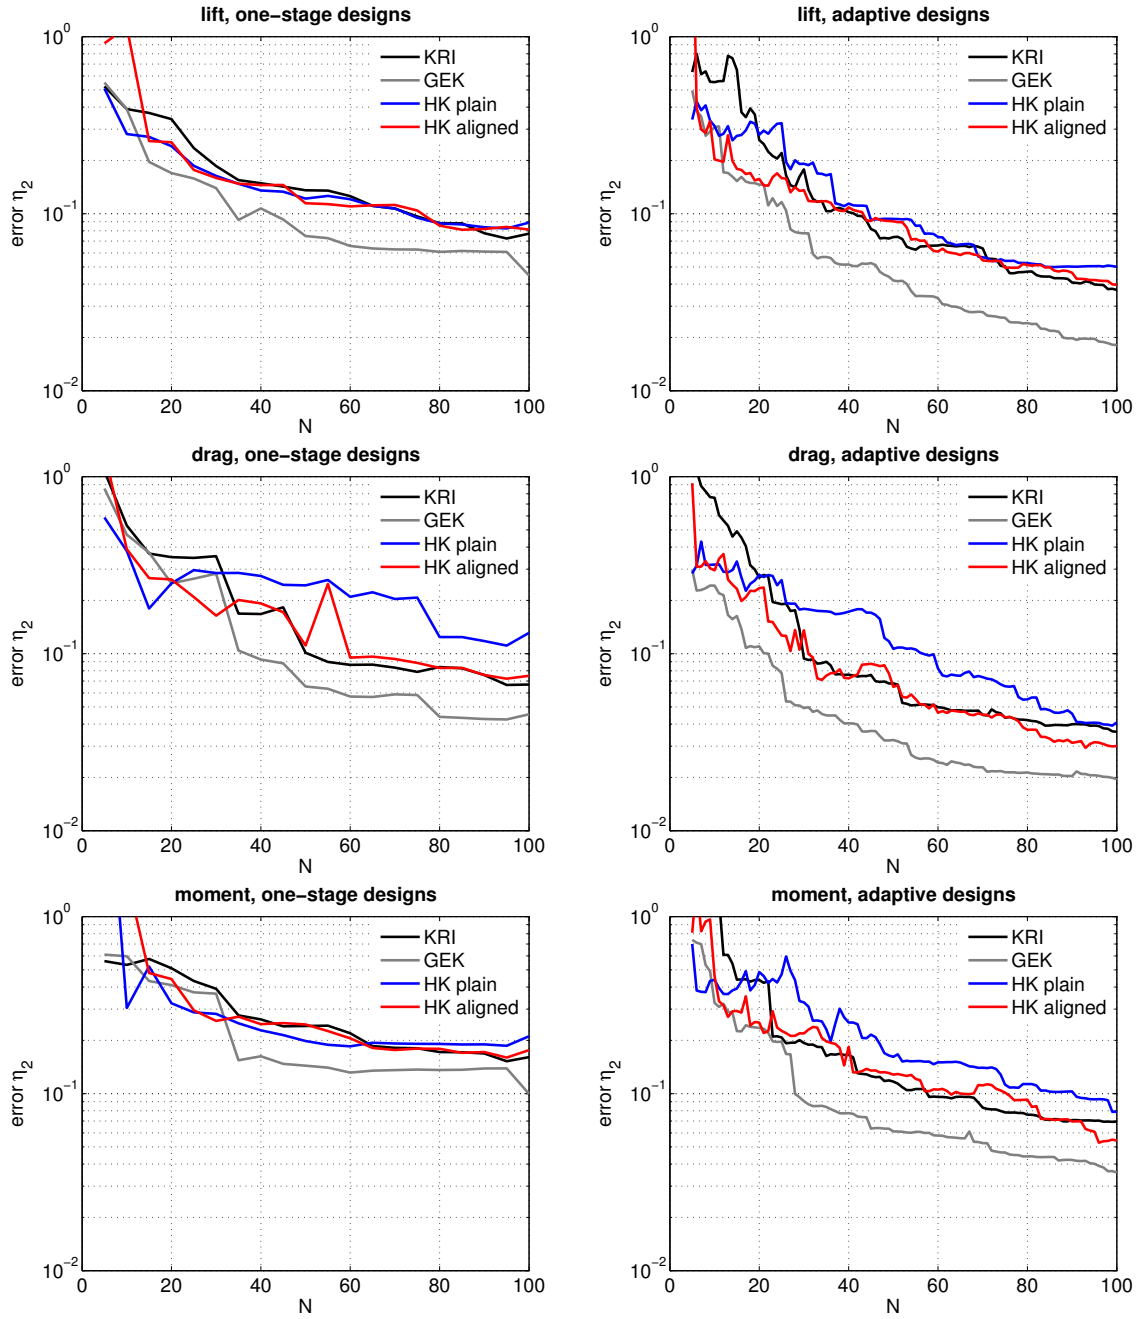 lift, one−stage designs
10^0
10^−1
10^−2
error η_2
KRI
GEK
HK plain
HK aligned
0 20 40 60 80 100
N
lift, adaptive designs
10^0
10^−1
10^−2
error η_2
KRI
GEK
HK plain
HK aligned
0 20 40 60 80 100
N
drag, one−stage designs
10^0
10^−1
10^−2
error η_2
KRI
GEK
HK plain
HK aligned
0 20 40 60 80 100
N
drag, adaptive designs
10^0
10^−1
10^−2
error η_2
KRI
GEK
HK plain
HK aligned
0 20 40 60 80 100
N
moment, one−stage designs
10^0
10^−1
10^−2
error η_2
KRI
GEK
HK plain
HK aligned
0 20 40 60 80 100
N
moment, adaptive designs
10^0
10^−1
10^−2
error η_2
KRI
GEK
HK plain
HK aligned
0 20 40 60 80 100
N